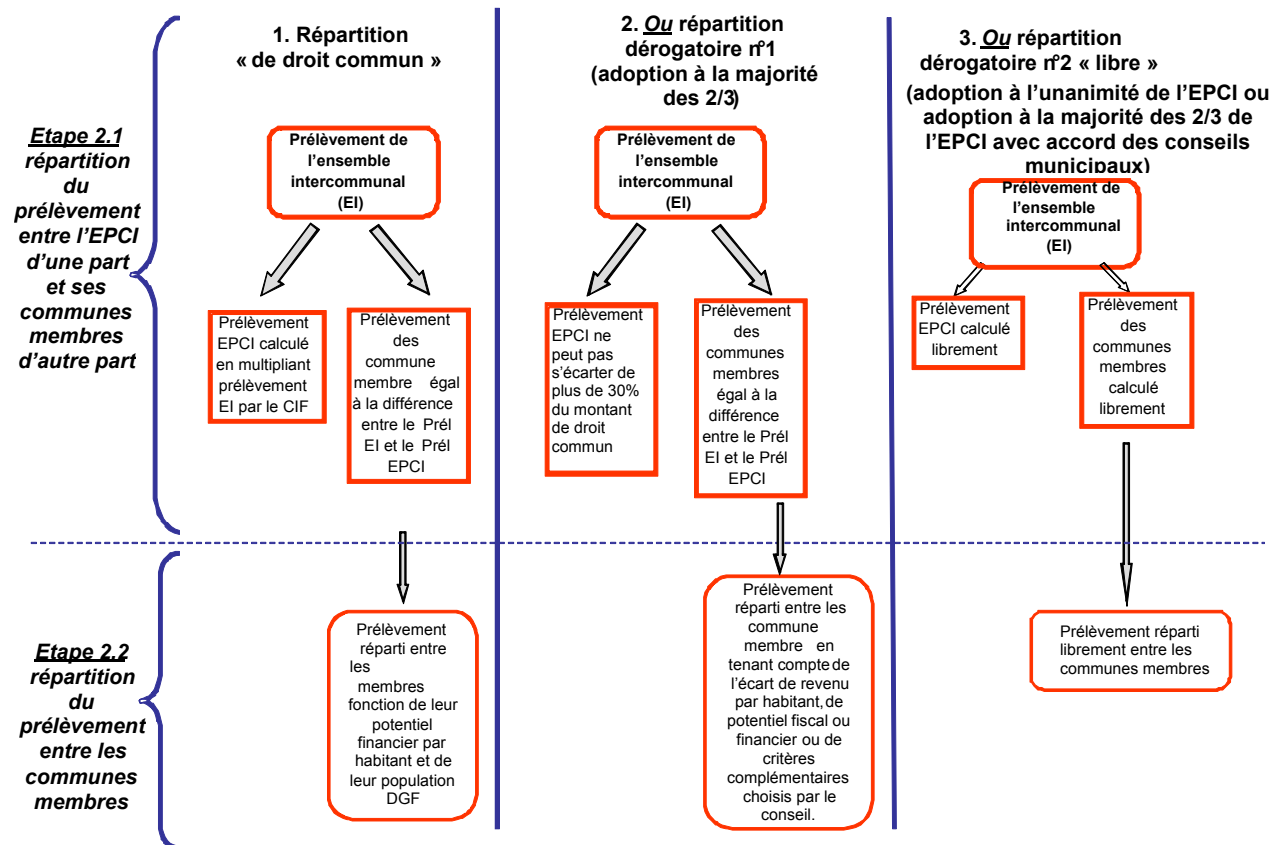 1. Répartition
« de droit commun »
2. Ou répartition
dérogatoire n°1
(adoption à la majorité
des 2/3)
3. Ou répartition
dérogatoire n°2 « libre »
(adoption à l’unanimité de l’EPCI ou
adoption à la majorité des 2/3 de
l’EPCI avec accord des conseils
municipaux)
Etape 2.1
répartition
du
prélèvement
entre l’EPCI
d’une part
et ses
communes
membres
d’autre part
Prélèvement de
l’ensemble
intercommunal
(EI)
Prélèvement
EPCI calculé
en multipliant
prélèvement
EI par le CIF
Prélèvement
des
commune
membre égal
à la différence
entre le Prél
EI et le Prél
EPCI
Prélèvement de
l’ensemble
intercommunal
(EI)
Prélèvement
EPCI ne
peut pas
s’écarter de
plus de 30%
du montant
de droit
commun
Prélèvement
des
communes
membres
égal à la
différence
entre le Prél
EI et le Prél
EPCI
Prélèvement de
l’ensemble
intercommunal
(EI)
Prélèvement
EPCI calculé
librement
Prélèvement
des
communes
membres
calculé
librement
Etape 2.2
répartition
du
prélèvement
entre les
communes
membres
Prélèvement
réparti entre
les
membres
fonction de leur
potentiel
financier par
habitant et de
leur population
DGF
Prélèvement
réparti entre les
commune
membre en
tenant compte de
l’écart de revenu
par habitant, de
potentiel fiscal ou
financier ou de
critères
complémentaires
choisis par le
conseil.
Prélèvement réparti
librement entre les
communes membres